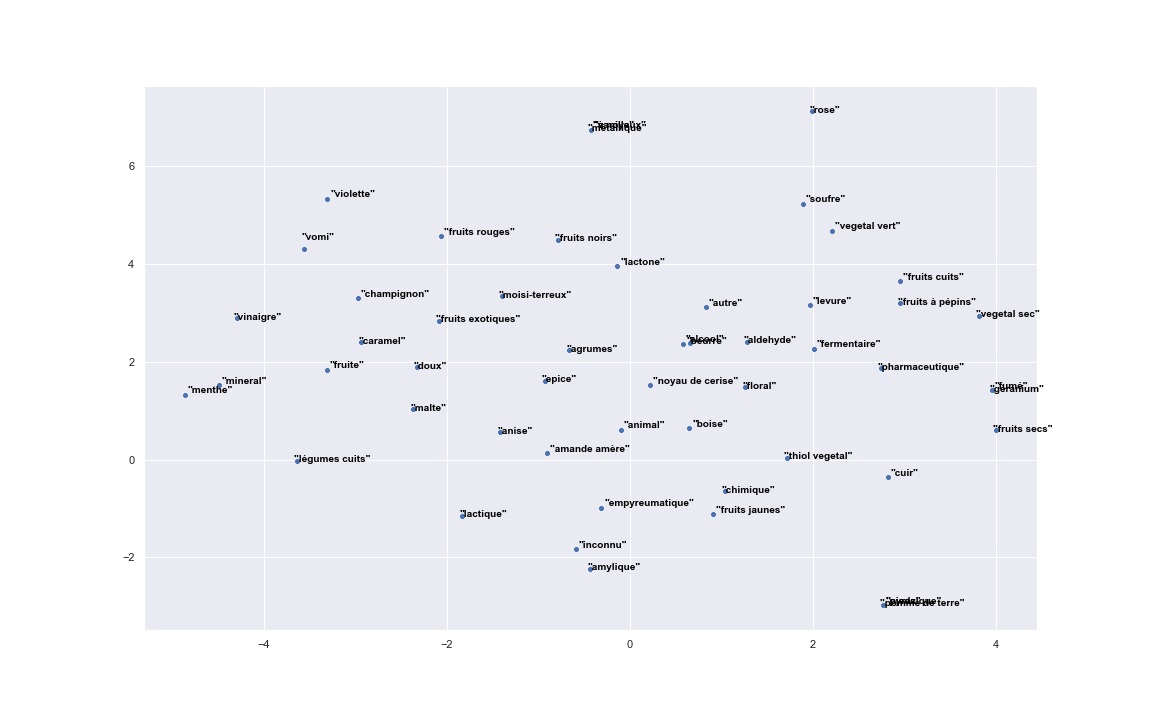 "rose"
"métallique"
6
"violette"
"soufre"
"vegetal vert"
"fruits rouges"
"vomi"
"fruits noirs"
4
"lactone"
"fruits cuits"
"champignon"
"moisi-terreux"
"autre"
"levure"
"fruits à pépins"
"vegetal sec"
"vinaigre"
"fruits exotiques"
"caramel"
"alcool"
"beurre"
"aldehyde"
"fermentaire"
"agrumes"
2
"fruite"
"doux"
"pharmaceutique"
"mineral"
"epice"
"noyau de cerise"
"floral"
"fumé"
"menthe"
"géranium"
"malte"
"anise"
"animal"
"boise"
"fruits secs"
"amande amère"
0
"légumes cuits"
"thiol vegetal"
"cuir"
"chimique"
"empyreumatique"
"lactique"
"fruits jaunes"
"inconnu"
−2
"amylique"
"pomme de terre"
−4 −2 0 2 4